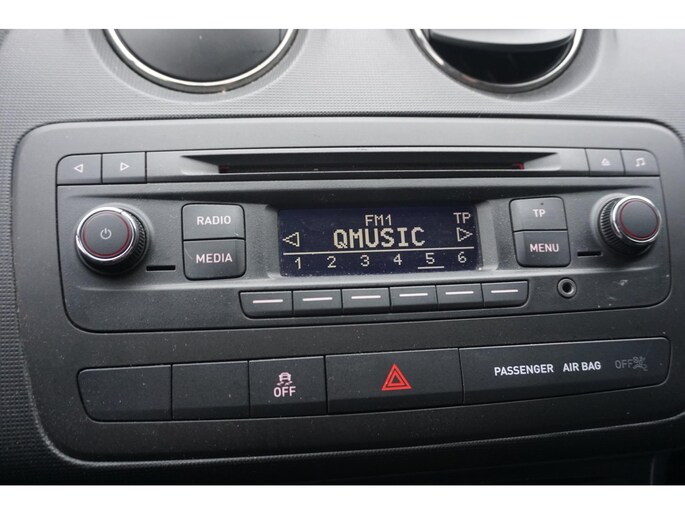 RADIO
MEDIA
FM1 TP
QMUSIC
1 2 3 4 5 6
TP
MENU
OFF
PASSENGER AIR BAG OFF